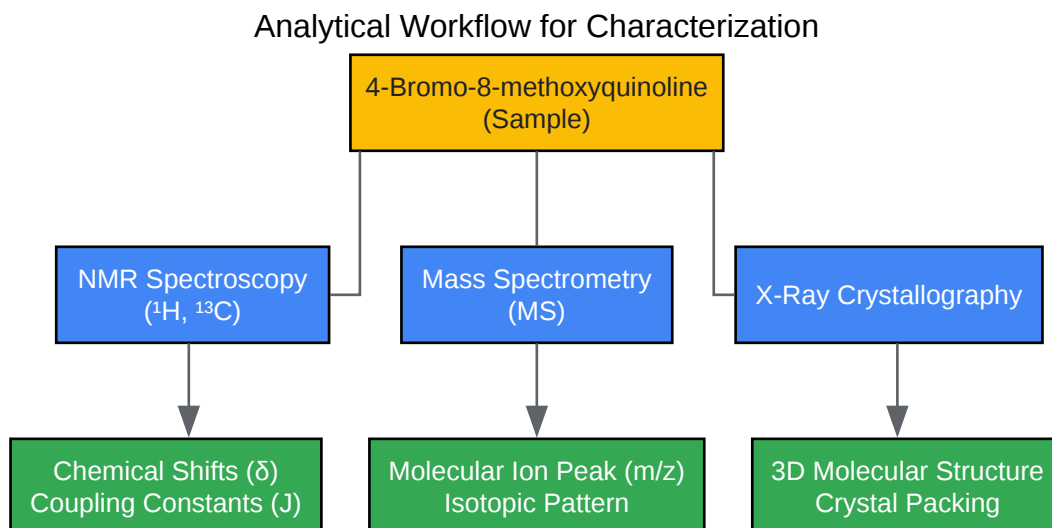 Analytical Workflow for Characterization
4-Bromo-8-methoxyquinoline
(Sample)
NMR Spectroscopy
(¹H, ¹³C)
Mass Spectrometry
(MS)
X-Ray Crystallography
Chemical Shifts (δ)
Coupling Constants (J)
Molecular Ion Peak (m/z)
Isotopic Pattern
3D Molecular Structure
Crystal Packing